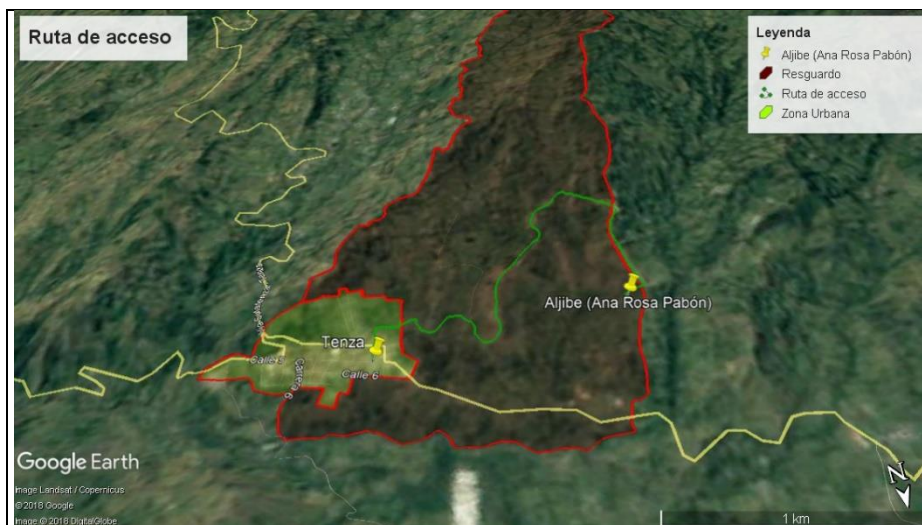 Ruta de acceso
Leyenda
Aljibe (Ana Rosa Pabón)
Resguardo
Ruta de acceso
Zona Urbana
Aljibe (Ana Rosa Pabón)
Tenza
Calle 6
Carrera 6
Google Earth
Image Landsat / Copernicus
© 2018 Google
Image © 2018 DigitalGlobe
N
1 km